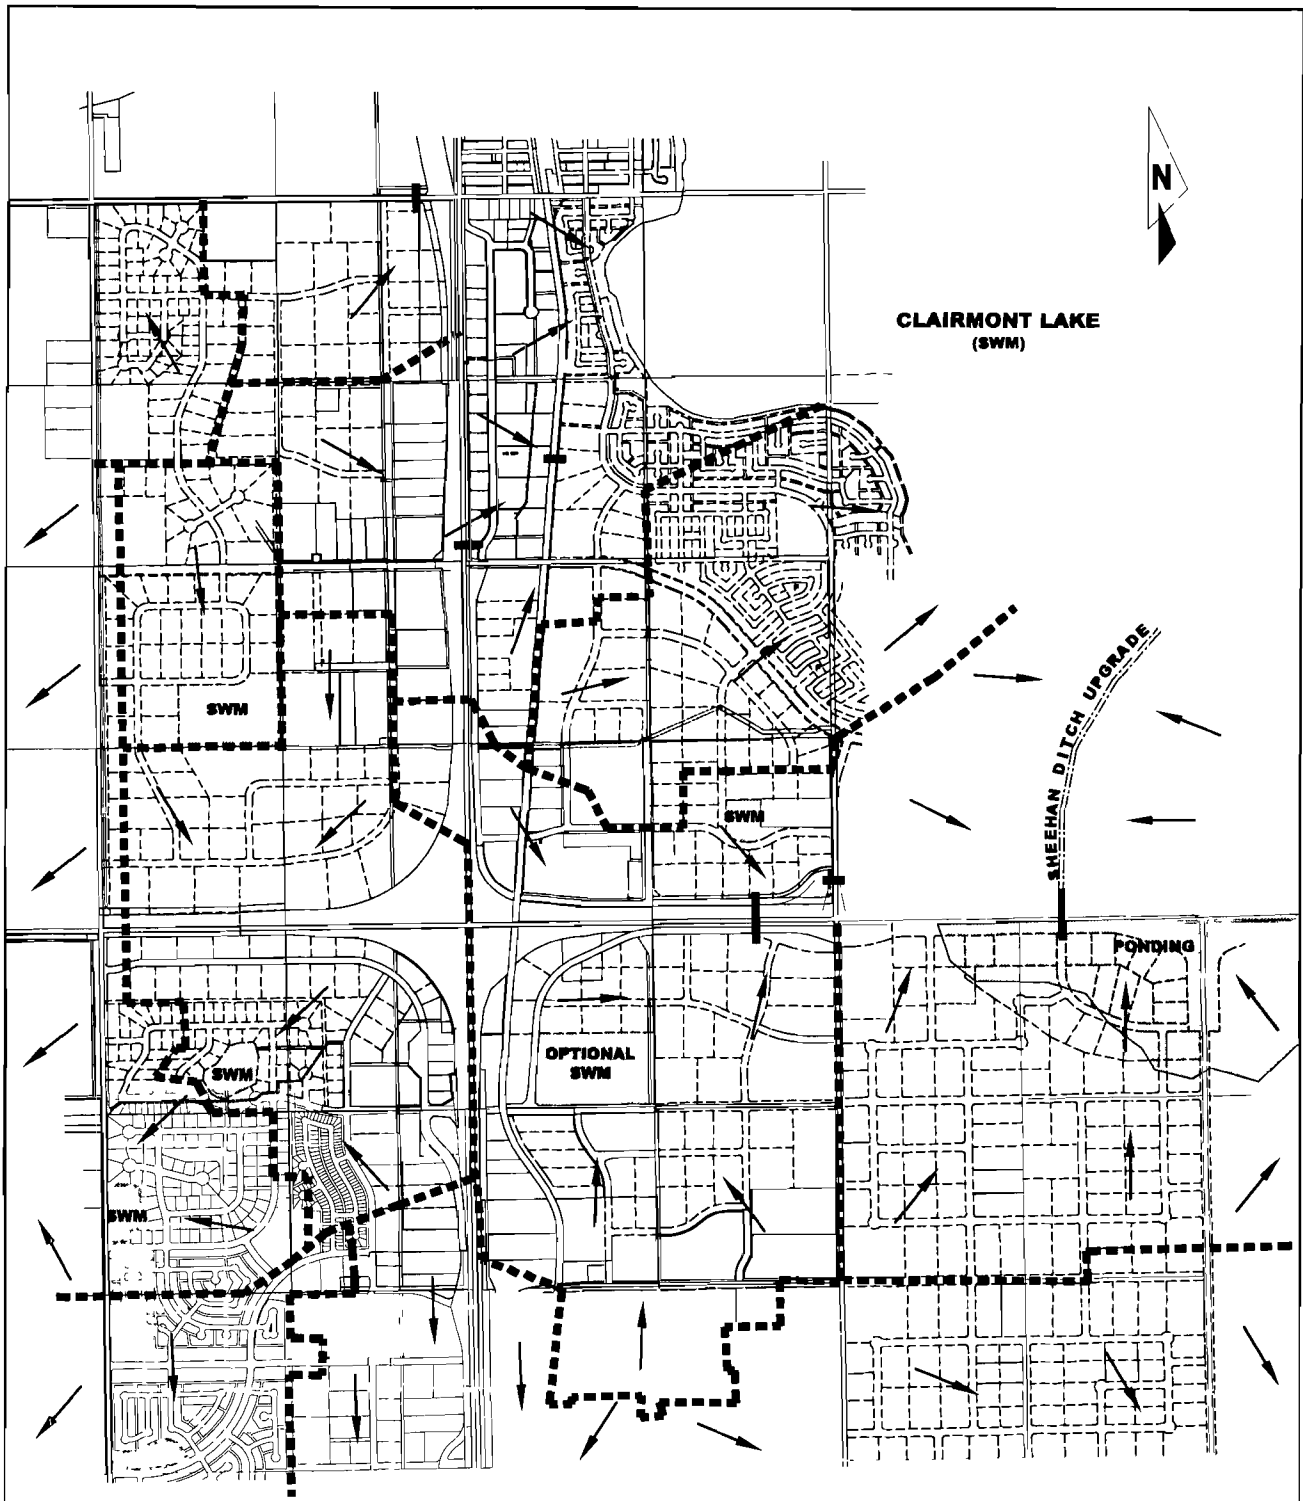 N
CLAIRMONT LAKE
(SWM)
SHEEHAN DITCH UPGRADE
SWM
SWM
PONDING
OPTIONAL
SWM
SWM
SWM